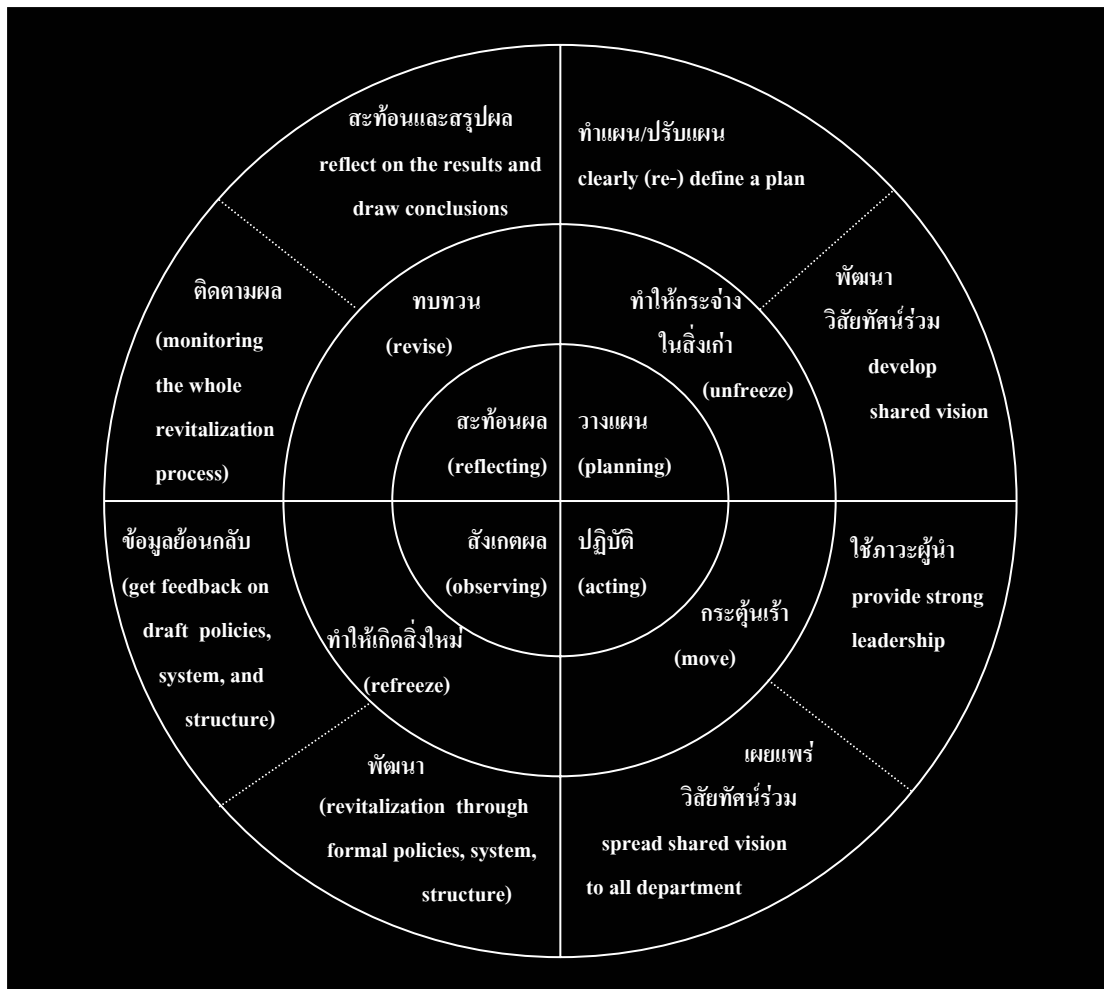 สะท้อนและสรุปผล
reflect on the results and
draw conclusions
ทำแผน/ปรับแผน
clearly (re-) define a plan
ติดตามผล
(monitoring
the whole
revitalization
process)
ทบทวน
(revise)
ทำให้กระจ่าง
ในสิ่งเก่า
(unfreeze)
พัฒนา
วิสัยทัศน์ร่วม
develop
shared vision
สะท้อนผล
(reflecting)
วางแผน
(planning)
ข้อมูลย้อนกลับ
(get feedback on
draft policies,
system, and
structure)
สังเกตผล
(observing)
ปฏิบัติ
(acting)
ใช้ภาวะผู้นำ
provide strong
leadership
ทำให้เกิดสิ่งใหม่
(refreeze)
กระตุ้นเร้า
(move)
พัฒนา
(revitalization through
formal policies, system,
structure)
เผยแพร่
วิสัยทัศน์ร่วม
spread shared vision
to all department